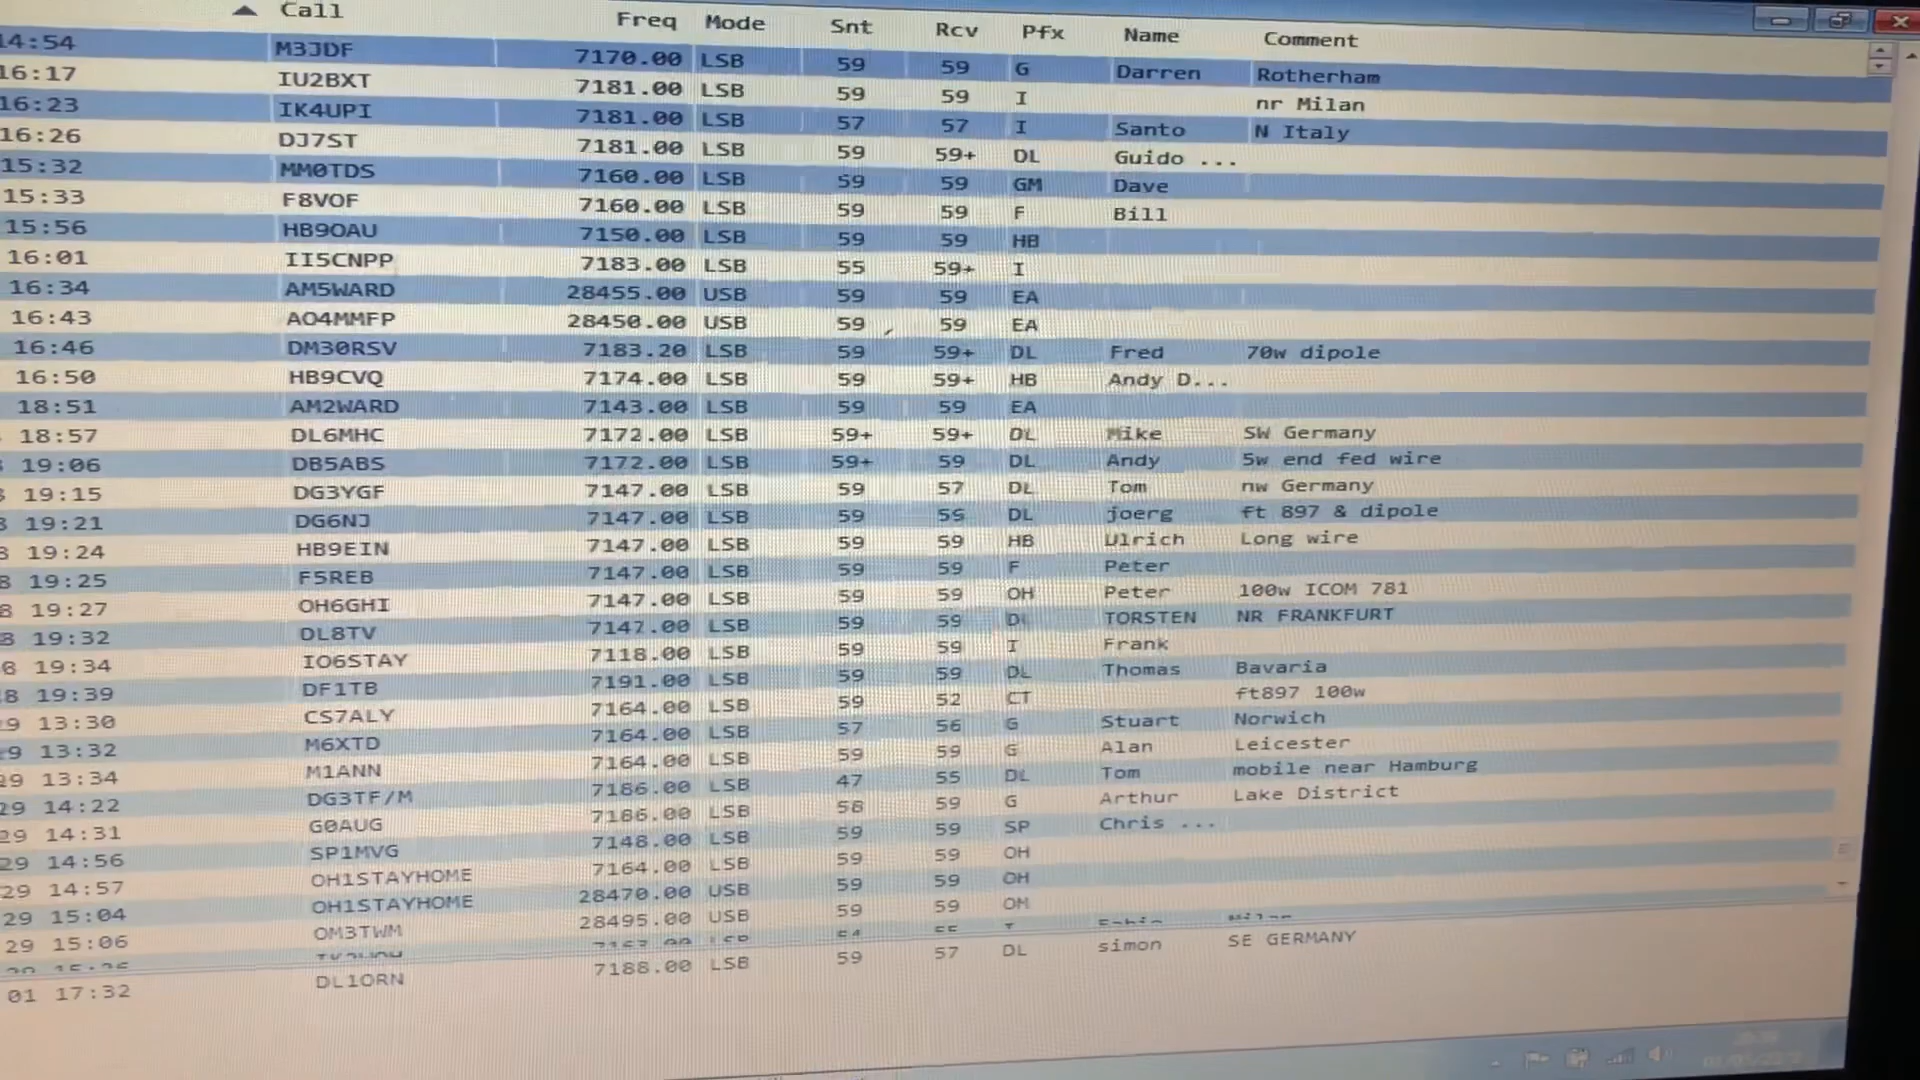 Call Freq Mode Snt Rcv Pfx Name Comment
14:54 M3JDF 7170.00 LSB 59 59 G Darren Rotherham
16:17 IU2BXT 7181.00 LSB 59 59 I nr Milan
16:23 IK4UPI 7181.00 LSB 57 57 I Santo N Italy
16:26 DJ7ST 7181.00 LSB 59 59+ DL Guido ...
15:32 MM0TDS 7160.00 LSB 59 59 GM Dave
15:33 F8VOF 7160.00 LSB 59 59 F Bill
15:56 HB9OAU 7150.00 LSB 59 59 HB
16:01 II5CNPP 7183.00 LSB 55 59+ I
16:34 AM5WARD 28455.00 USB 59 59 EA
16:43 AO4MMFP 28450.00 USB 59 59 EA
16:46 DM30RSV 7183.20 LSB 59 59+ DL Fred 70w dipole
16:50 HB9CVQ 7174.00 LSB 59 59+ HB Andy D...
18:51 AM2WARD 7143.00 LSB 59 59 EA
18:57 DL6MHC 7172.00 LSB 59+ 59+ DL Mike SW Germany
19:06 DB5ABS 7172.00 LSB 59+ 59 DL Andy 5w end fed wire
19:15 DG3YGF 7147.00 LSB 59 57 DL Tom nw Germany
19:21 DG6NJ 7147.00 LSB 59 59 DL joerg ft 897 & dipole
8 19:24 HB9EIN 7147.00 LSB 59 59 HB Ulrich Long wire
8 19:25 F5REB 7147.00 LSB 59 59 F Peter
8 19:27 OH6GHI 7147.00 LSB 59 59 OH Peter 100w ICOM 781
8 19:32 DL8TV 7147.00 LSB 59 59 DL TORSTEN NR FRANKFURT
8 19:34 IO6STAY 7118.00 LSB 59 59 I Frank
8 19:39 DF1TB 7191.00 LSB 59 59 DL Thomas Bavaria
9 13:30 CS7ALY 7164.00 LSB 59 52 CT ft897 100w
9 13:32 M6XTD 7164.00 LSB 57 56 G Stuart Norwich
29 13:34 M1ANN 7164.00 LSB 59 59 G Alan Leicester
29 14:22 DG3TF/M 7186.00 LSB 47 55 DL Tom mobile near Hamburg
29 14:31 G0AUG 7186.00 LSB 58 59 G Arthur Lake District
29 14:56 SP1MVG 7148.00 LSB 59 59 SP Chris ...
29 14:57 OH1STAYHOME 7164.00 LSB 59 59 OH
29 15:04 OH1STAYHOME 28470.00 USB 59 59 OH
29 15:06 OM3TWM 28495.00 USB 59 59 OM
01 17:32 DL1ORN 7188.00 LSB 59 57 DL simon SE GERMANY